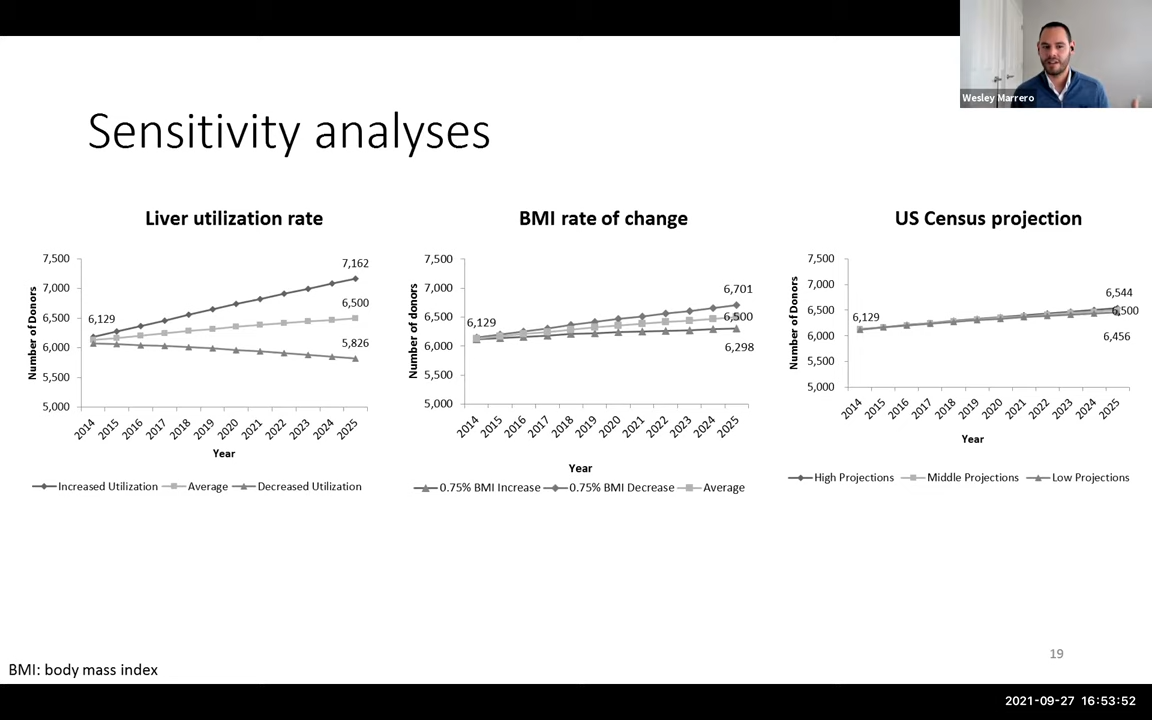 Wesley Marrero
Sensitivity analyses
Liver utilization rate
Number of Donors
7,500
7,000
6,500
6,000
5,500
5,000
6,129
7,162
6,500
5,826
2014 2015 2016 2017 2018 2019 2020 2021 2022 2023 2024 2025
Year
Increased Utilization Average Decreased Utilization
BMI rate of change
Number of donors
7,500
7,000
6,500
6,000
5,500
5,000
6,129
6,701
6,500
6,298
2014 2015 2016 2017 2018 2019 2020 2021 2022 2023 2024 2025
Year
0.75% BMI Increase 0.75% BMI Decrease Average
US Census projection
Number of Donors
7,500
7,000
6,500
6,000
5,500
5,000
6,129
6,544
6,500
6,456
2014 2015 2016 2017 2018 2019 2020 2021 2022 2023 2024 2025
Year
High Projections Middle Projections Low Projections
19
BMI: body mass index
2021-09-27 16:53:52